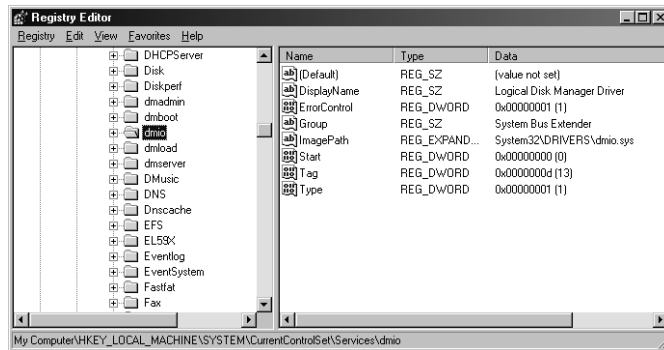 Registry Editor
Registry Edit View Favorites Help
DHCPServer
Disk
Diskperf
dmadmin
dmboot
dmio
dmload
dmserver
DMusic
DNS
Dnscache
EFS
EL59X
Eventlog
EventSystem
Fastfat
Fax
Name Type Data
(Default) REG_SZ (value not set)
DisplayName REG_SZ Logical Disk Manager Driver
ErrorControl REG_DWORD 0x00000001 (1)
Group REG_SZ System Bus Extender
ImagePath REG_EXPAND... System32\DRIVERS\dmio.sys
Start REG_DWORD 0x00000000 (0)
Tag REG_DWORD 0x0000000d (13)
Type REG_DWORD 0x00000001 (1)
My Computer\HKEY_LOCAL_MACHINE\SYSTEM\CurrentControlSet\Services\dmio